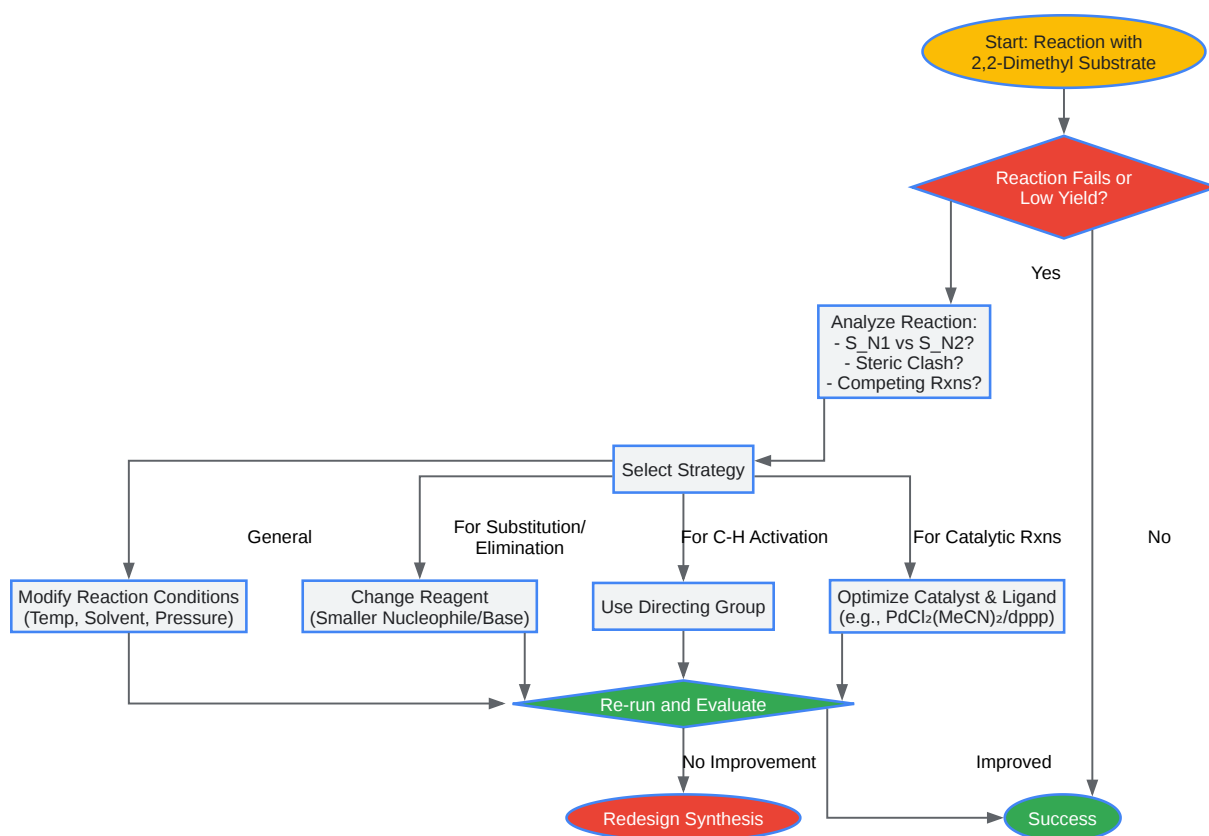 Start: Reaction with
2,2-Dimethyl Substrate
Reaction Fails or
Low Yield?
Yes
Analyze Reaction:
- S_N1 vs S_N2?
- Steric Clash?
- Competing Rxns?
Select Strategy
General
For Substitution/
Elimination
For C-H Activation
For Catalytic Rxns
No
Modify Reaction Conditions
(Temp, Solvent, Pressure)
Change Reagent
(Smaller Nucleophile/Base)
Use Directing Group
Optimize Catalyst & Ligand
(e.g., PdCl₂(MeCN)₂/dppp)
Re-run and Evaluate
No Improvement
Improved
Redesign Synthesis
Success